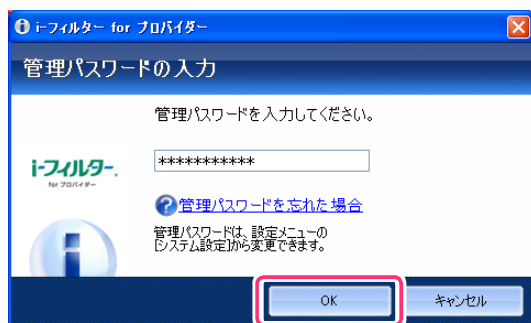 i-フィルター for プロバイダー
管理パスワードの入力
管理パスワードを入力してください。
i-フィルター.
for プロバイダー
***********
管理パスワードを忘れた場合
管理パスワードは、設定メニューの
[システム設定]から変更できます。
OK
キャンセル